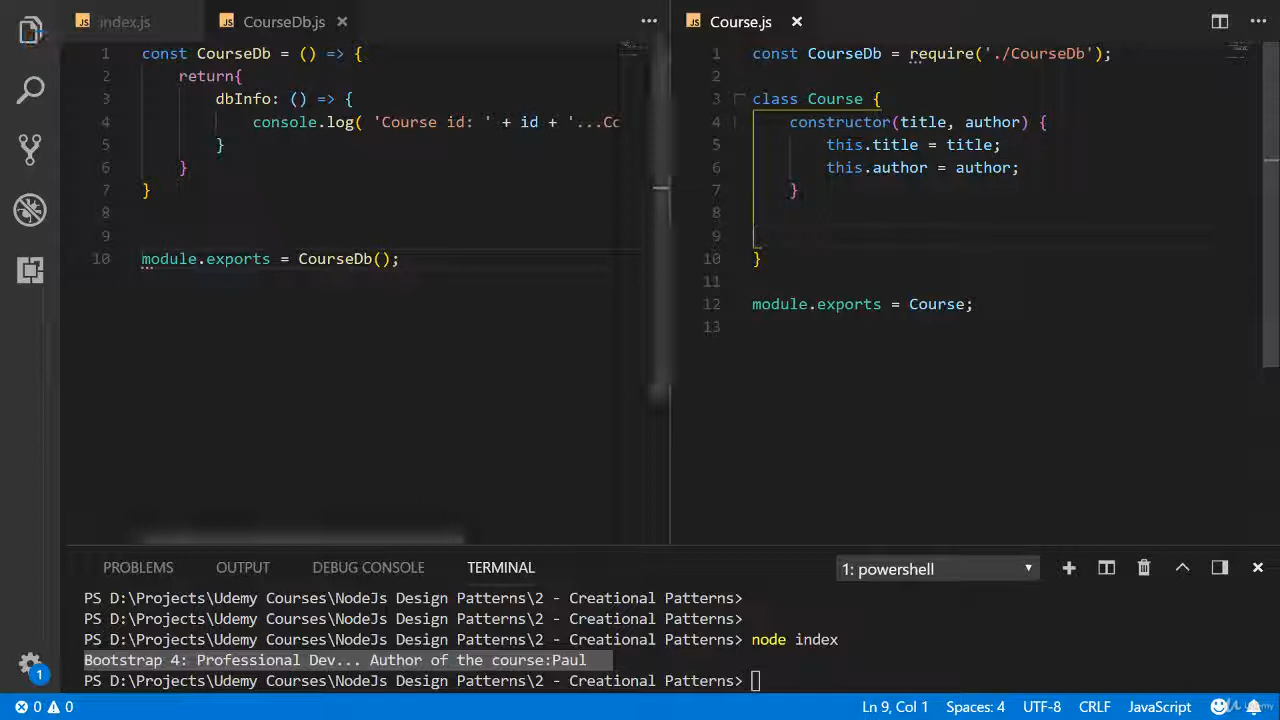 index.js
CourseDb.js
Course.js
1 const CourseDb = () => {
2 return{
3 dbInfo: () => {
4 console.log( 'Course id: ' + id + '...Cc
5 }
6 }
7 }
8
9
10 module.exports = CourseDb();
1 const CourseDb = require('./CourseDb');
2
3 class Course {
4 constructor(title, author) {
5 this.title = title;
6 this.author = author;
7 }
8
9
10 }
11
12 module.exports = Course;
13
PROBLEMS OUTPUT DEBUG CONSOLE TERMINAL 1: powershell
PS D:\Projects\Udemy Courses\NodeJs Design Patterns\2 - Creational Patterns>
PS D:\Projects\Udemy Courses\NodeJs Design Patterns\2 - Creational Patterns>
PS D:\Projects\Udemy Courses\NodeJs Design Patterns\2 - Creational Patterns> node index
Bootstrap 4: Professional Dev... Author of the course:Paul
PS D:\Projects\Udemy Courses\NodeJs Design Patterns\2 - Creational Patterns>
1
0 0 Ln 9, Col 1 Spaces: 4 UTF-8 CRLF JavaScript
Udemy